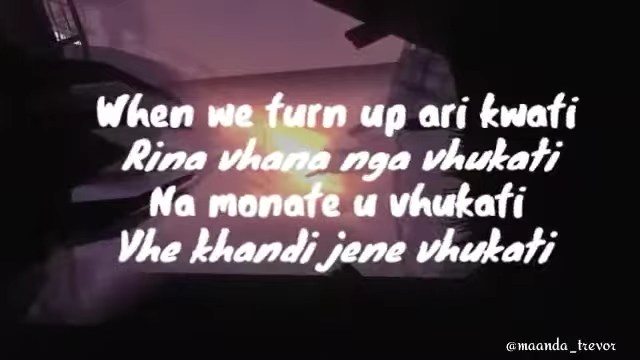 When we turn up ari kwati
Rina vhana nga vhukati
Na monate u vhukati
Vhe khandi jene vhukati
@maanda_trevor